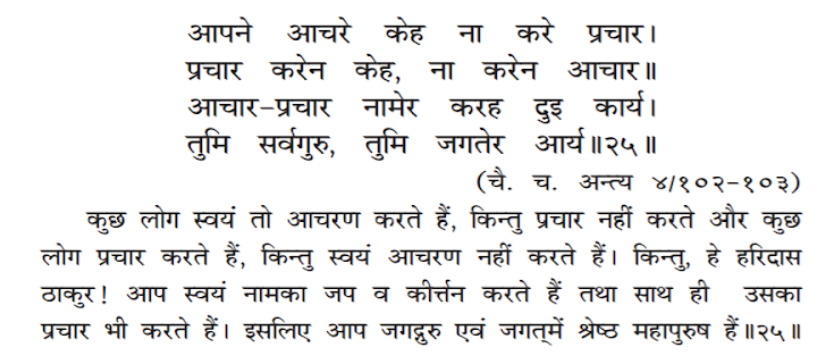 आपने आचरे केह ना करे प्रचार।
प्रचार करेन केह, ना करेन आचार॥
आचार-प्रचार नामेर करह दुइ कार्य।
तुमि सर्वगुरु, तुमि जगतेर आर्य॥२५॥
(चै. च. अन्त्य ४/१०२-१०३)
कुछ लोग स्वयं तो आचरण करते हैं, किन्तु प्रचार नहीं करते और कुछ
लोग प्रचार करते हैं, किन्तु स्वयं आचरण नहीं करते हैं। किन्तु, हे हरिदास
ठाकुर! आप स्वयं नामका जप व कीर्त्तन करते हैं तथा साथ ही उसका
प्रचार भी करते हैं। इसलिए आप जगद्गुरु एवं जगत्‌में श्रेष्ठ महापुरुष हैं॥२५॥